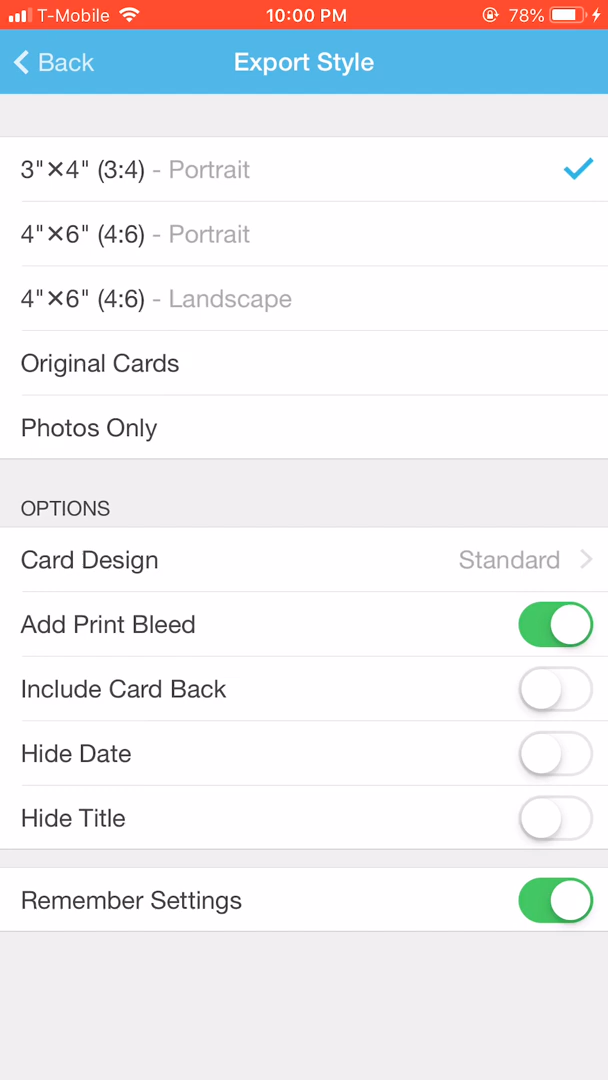 T-Mobile 10:00 PM 78%
Back Export Style
3"×4" (3:4) - Portrait
4"×6" (4:6) - Portrait
4"×6" (4:6) - Landscape
Original Cards
Photos Only
OPTIONS
Card Design Standard
Add Print Bleed
Include Card Back
Hide Date
Hide Title
Remember Settings